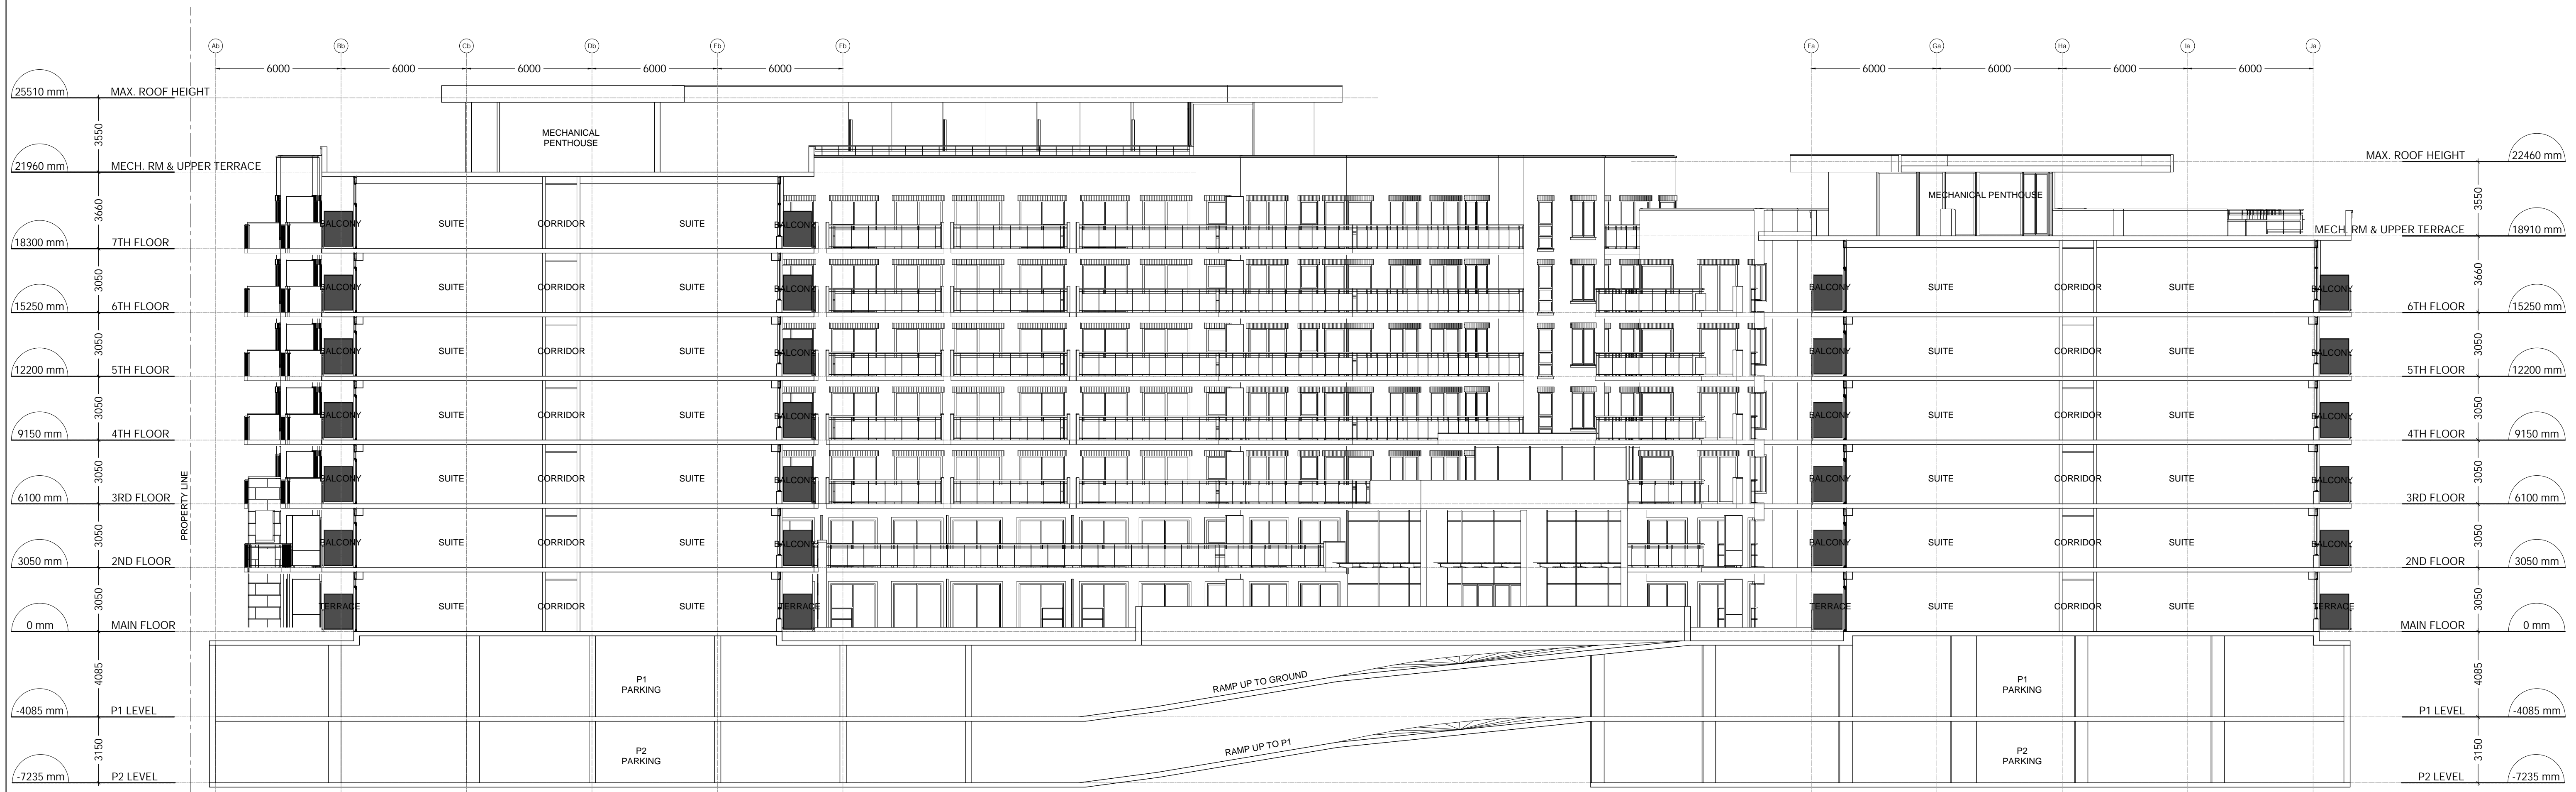 Ab Bb Cb Db Eb Fb Fa Ga Ha Ia Ja
6000 6000 6000 6000 6000 6000 6000 6000 6000
25510 mm MAX. ROOF HEIGHT
3550
MECHANICAL
PENTHOUSE
21960 mm MECH. RM & UPPER TERRACE
MAX. ROOF HEIGHT 22460 mm
MECHANICAL PENTHOUSE
3550
3660
BALCONY SUITE CORRIDOR SUITE BALCONY
18300 mm 7TH FLOOR
MECH. RM & UPPER TERRACE 18910 mm
3050
BALCONY SUITE CORRIDOR SUITE BALCONY
BALCONY SUITE CORRIDOR SUITE BALCONY
3660
15250 mm 6TH FLOOR
6TH FLOOR 15250 mm
3050
BALCONY SUITE CORRIDOR SUITE BALCONY
BALCONY SUITE CORRIDOR SUITE BALCONY
3050
12200 mm 5TH FLOOR
5TH FLOOR 12200 mm
3050
BALCONY SUITE CORRIDOR SUITE BALCONY
BALCONY SUITE CORRIDOR SUITE BALCONY
3050
9150 mm 4TH FLOOR
4TH FLOOR 9150 mm
3050
BALCONY SUITE CORRIDOR SUITE BALCONY
BALCONY SUITE CORRIDOR SUITE BALCONY
3050
6100 mm 3RD FLOOR
3RD FLOOR 6100 mm
PROPERTY LINE
3050
BALCONY SUITE CORRIDOR SUITE BALCONY
BALCONY SUITE CORRIDOR SUITE BALCONY
3050
3050 mm 2ND FLOOR
2ND FLOOR 3050 mm
3050
TERRACE SUITE CORRIDOR SUITE TERRACE
TERRACE SUITE CORRIDOR SUITE TERRACE
3050
0 mm MAIN FLOOR
MAIN FLOOR 0 mm
4085
P1
PARKING
RAMP UP TO GROUND
P1
PARKING
4085
-4085 mm P1 LEVEL
P1 LEVEL -4085 mm
3150
P2
PARKING
RAMP UP TO P1
P2
PARKING
3150
-7235 mm P2 LEVEL
P2 LEVEL -7235 mm